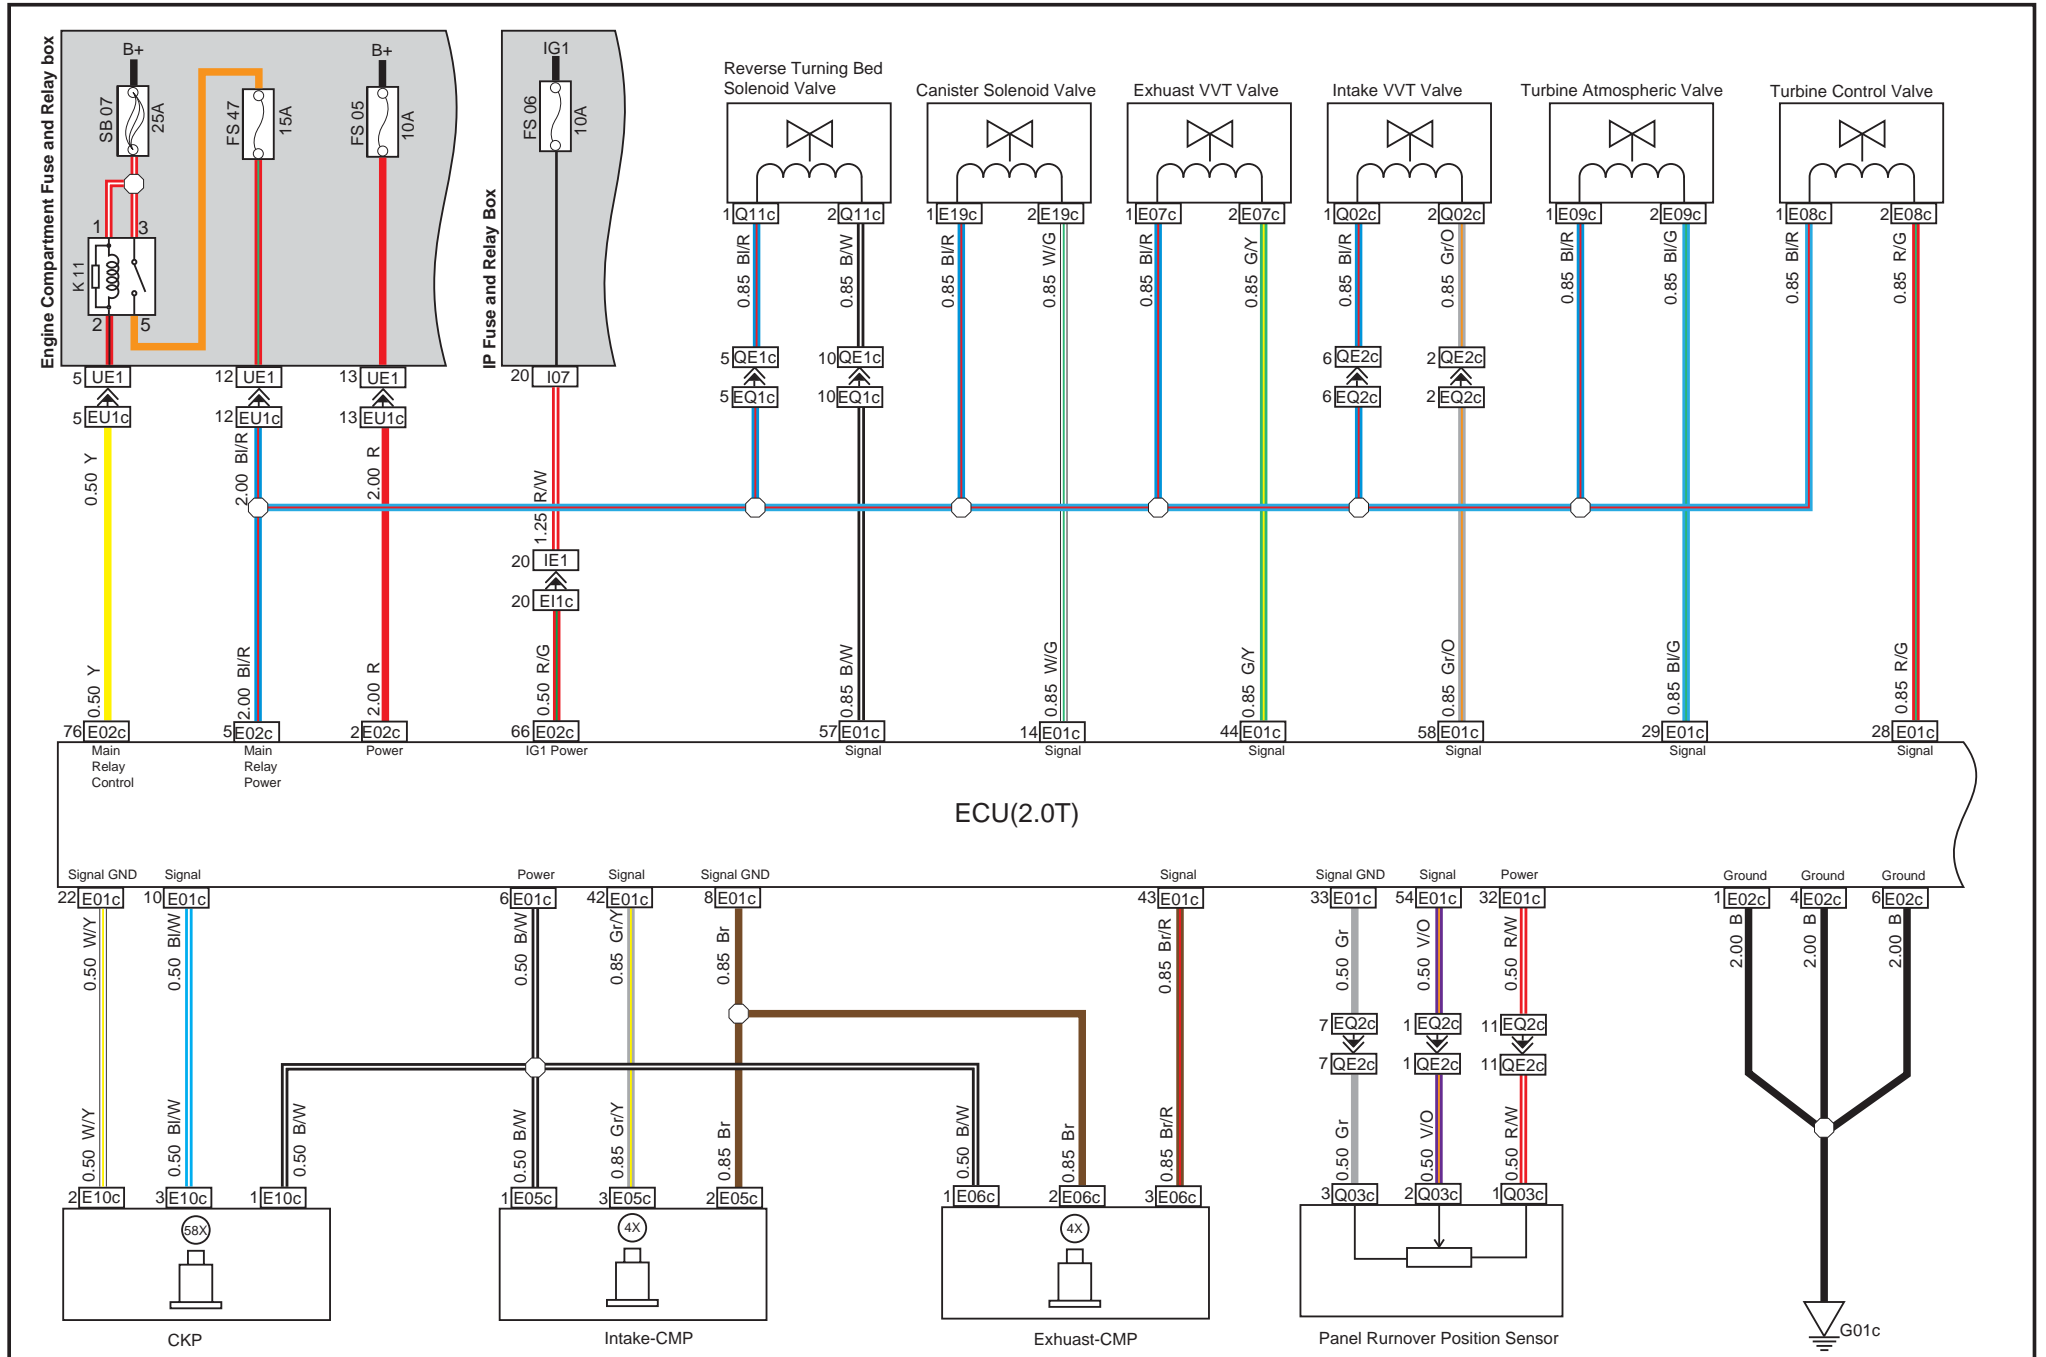 Engine Compartment Fuse and Relay box
B+
SB 07
25A
FS 47
15A
B+
FS 05
10A
1
3
K 11
2
5
IP Fuse and Relay Box
IG1
FS 06
10A
Reverse Turning Bed
Solenoid Valve
Canister Solenoid Valve
Exhuast VVT Valve
Intake VVT Valve
Turbine Atmospheric Valve
Turbine Control Valve
1 Q11c
2 Q11c
1 E19c
2 E19c
1 E07c
2 E07c
1 Q02c
2 Q02c
1 E09c
2 E09c
1 E08c
2 E08c
0.85 Bl/R
0.85 B/W
0.85 Bl/R
0.85 W/G
0.85 Bl/R
0.85 G/Y
0.85 Bl/R
0.85 Gr/O
0.85 Bl/R
0.85 Bl/G
0.85 Bl/R
0.85 R/G
5 QE1c
10 QE1c
6 QE2c
2 QE2c
5 EQ1c
10 EQ1c
6 EQ2c
2 EQ2c
5 UE1
12 UE1
13 UE1
20 I07
5 EU1c
12 EU1c
13 EU1c
0.50 Y
2.00 Bl/R
2.00 R
1.25 R/W
20 IE1
20 EI1c
0.50 Y
2.00 Bl/R
2.00 R
0.50 R/G
0.85 B/W
0.85 W/G
0.85 G/Y
0.85 Gr/O
0.85 Bl/G
0.85 R/G
76 E02c
5 E02c
2 E02c
66 E02c
57 E01c
14 E01c
44 E01c
58 E01c
29 E01c
28 E01c
Main
Relay
Control
Main
Relay
Power
Power
IG1 Power
Signal
Signal
Signal
Signal
Signal
Signal
ECU(2.0T)
Signal GND
Signal
Power
Signal
Signal GND
Signal
Signal GND
Signal
Power
Ground
Ground
Ground
22 E01c
10 E01c
6 E01c
42 E01c
8 E01c
43 E01c
33 E01c
54 E01c
32 E01c
1 E02c
4 E02c
6 E02c
0.50 W/Y
0.50 Bl/W
0.50 B/W
0.85 Gr/Y
0.85 Br
0.85 Br/R
0.50 Gr
0.50 V/O
0.50 R/W
2.00 B
2.00 B
2.00 B
7 EQ2c
1 EQ2c
11 EQ2c
7 QE2c
1 QE2c
11 QE2c
0.50 W/Y
0.50 Bl/W
0.50 B/W
0.50 B/W
0.85 Gr/Y
0.85 Br
0.50 B/W
0.85 Br
0.85 Br/R
0.50 Gr
0.50 V/O
0.50 R/W
2 E10c
3 E10c
1 E10c
1 E05c
3 E05c
2 E05c
1 E06c
2 E06c
3 E06c
3 Q03c
2 Q03c
1 Q03c
58X
4X
4X
CKP
Intake-CMP
Exhuast-CMP
Panel Rurnover Position Sensor
G01c